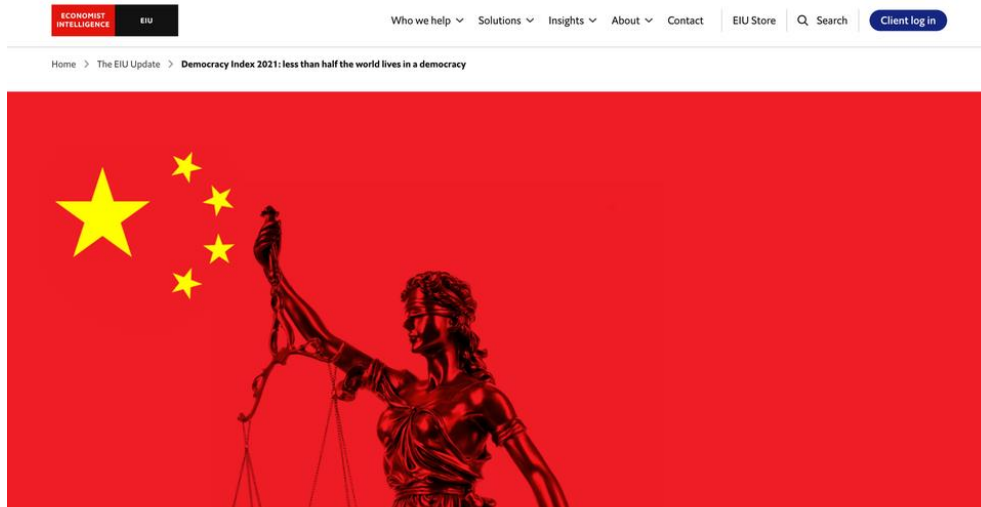 ECONOMIST
INTELLIGENCE
EIU
Who we help
Solutions
Insights
About
Contact
EIU Store
Search
Client log in
Home > The EIU Update > Democracy Index 2021: less than half the world lives in a democracy